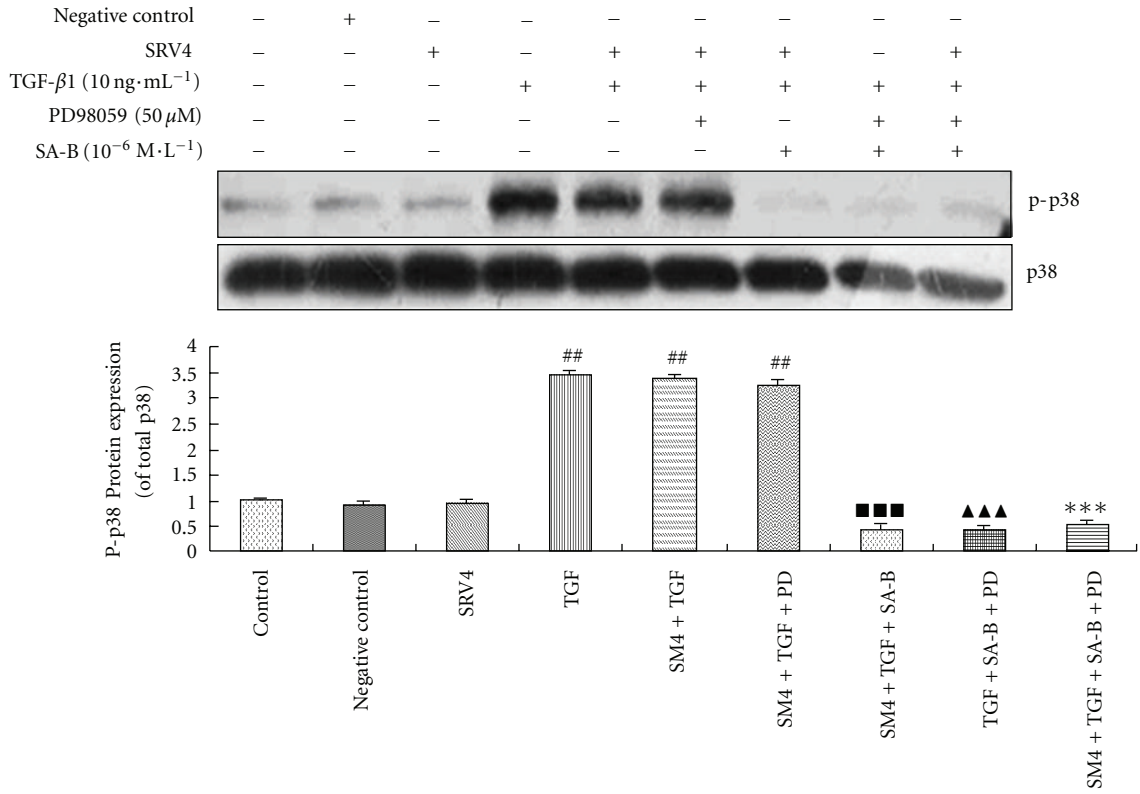 Negative control – + – – – – – – –
SRV4 – – + – + + + – +
TGF-β1 (10 ng·mL⁻¹) – – – + + + + + +
PD98059 (50 μM) – – – – – + – + +
SA-B (10⁻⁶ M·L⁻¹) – – – – – – + + +
p-p38
p38
P-p38 Protein expression
(of total p38)
4
3.5
3
2.5
2
1.5
1
0.5
0
##
##
##
■■■
▲▲▲
***
Control
Negative control
SRV4
TGF
SM4 + TGF
SM4 + TGF + PD
SM4 + TGF + SA-B
TGF + SA-B + PD
SM4 + TGF + SA-B + PD